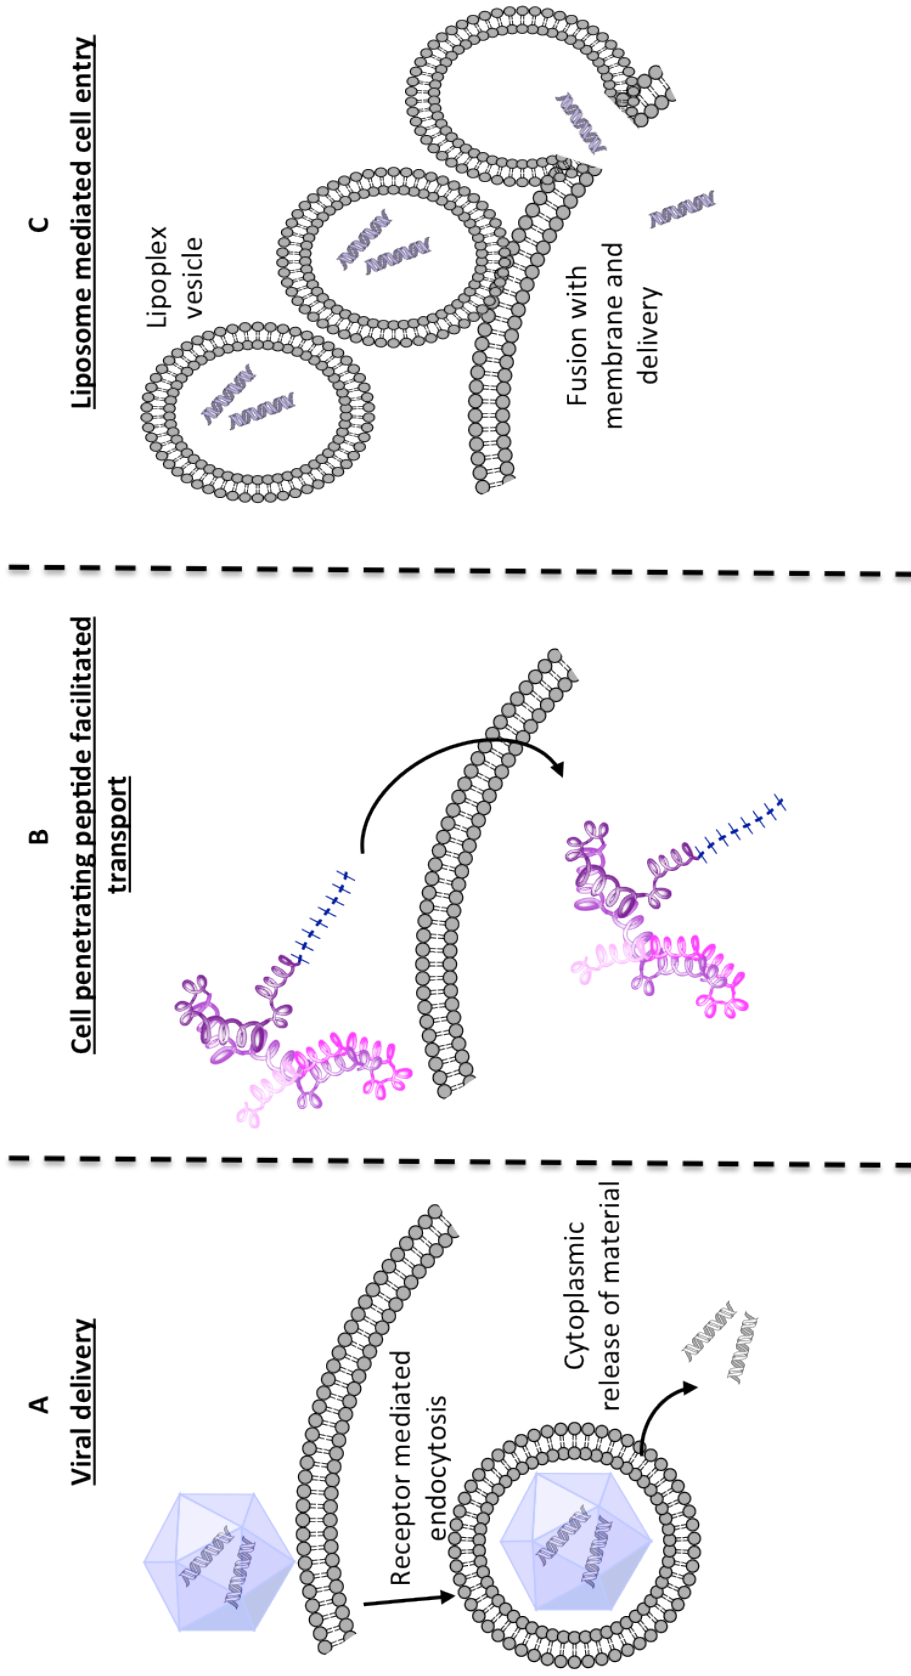 A
Viral delivery
Receptor mediated
endocytosis
Cytoplasmic
release of material
B
Cell penetrating peptide facilitated
transport
C
Liposome mediated cell entry
Lipoplex
vesicle
Fusion with
membrane and
delivery